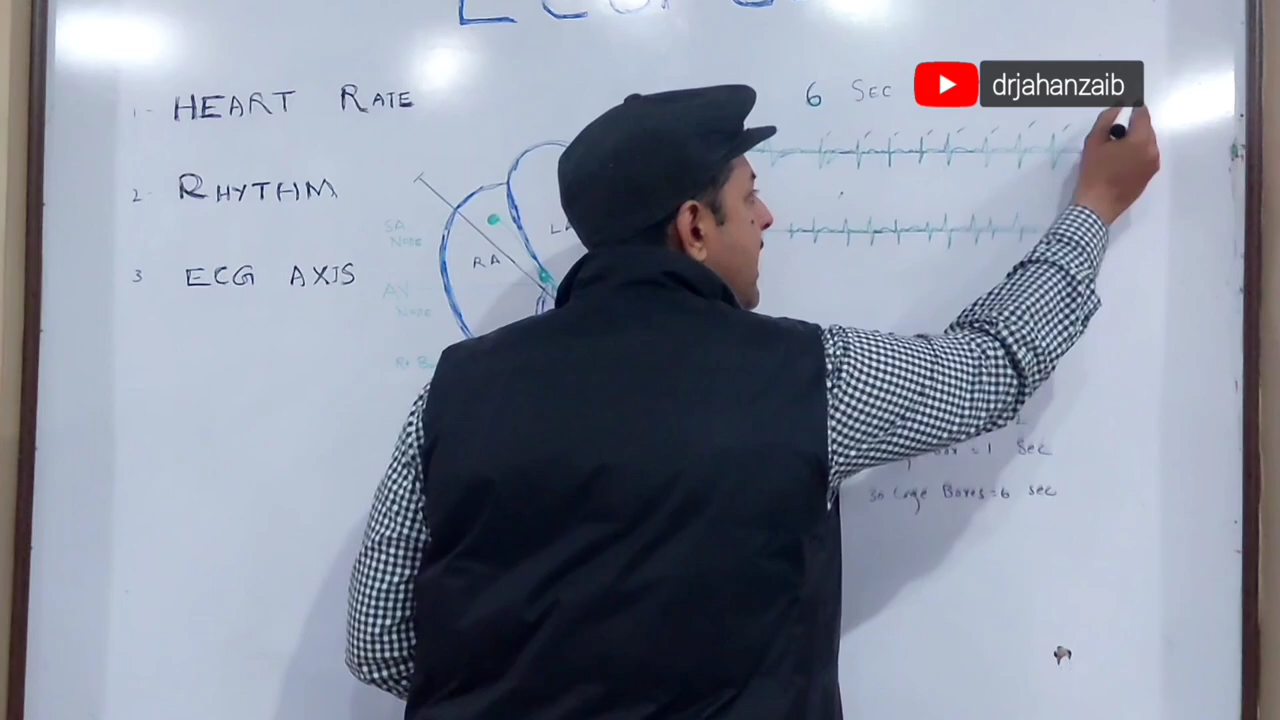 1- HEART RATE
2- RHYTHM
3 ECG AXIS
SA
NODE
RA
AV
NODE
6 SEC
drjahanzaib
= 1 Sec
30 Large Boxes = 6 sec